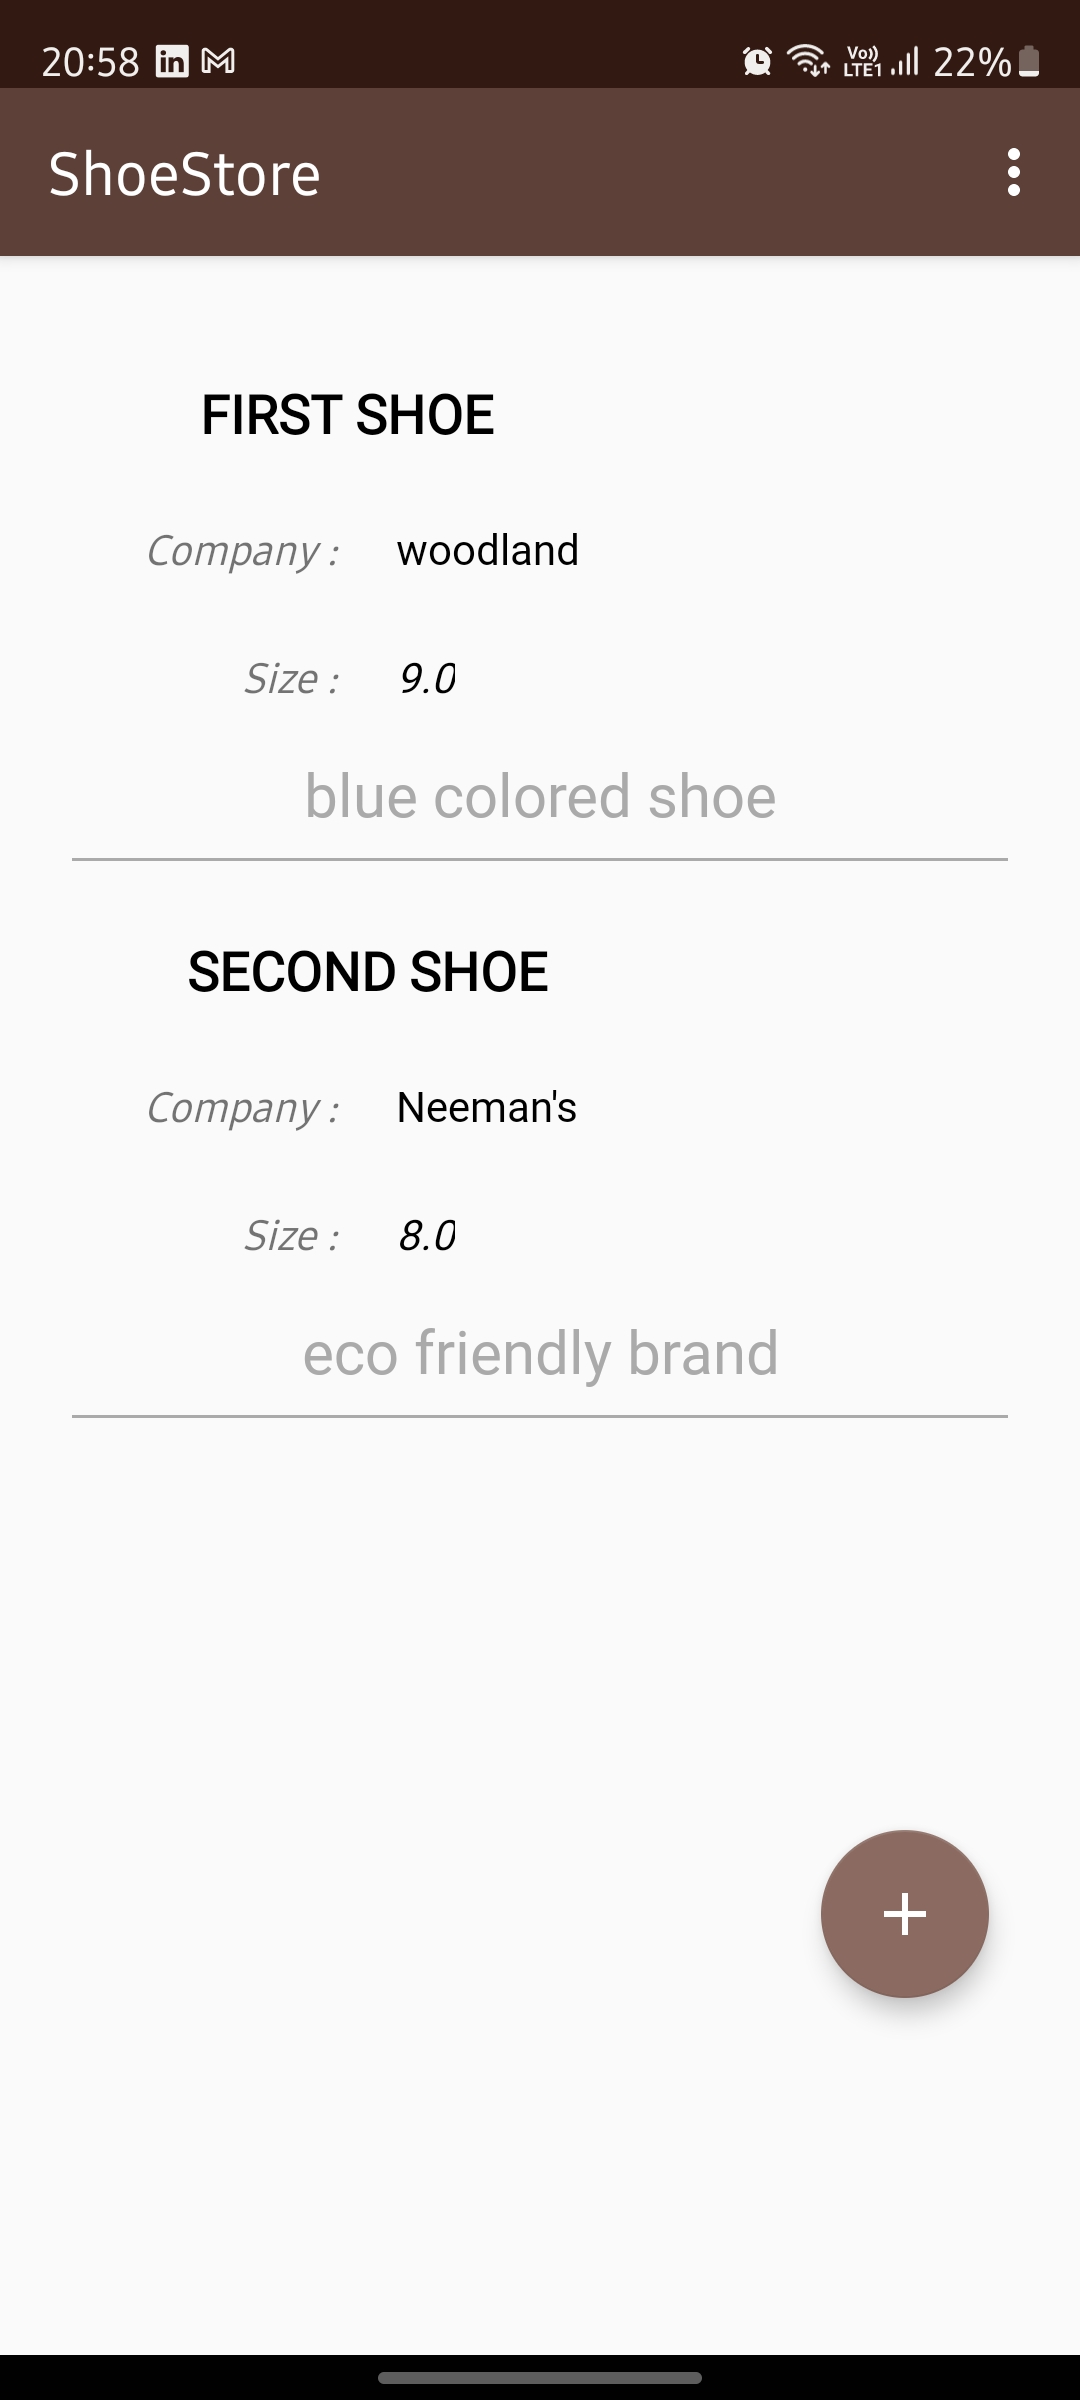 20:58 in Vo)) LTE1 22%
ShoeStore
FIRST SHOE
Company : woodland
Size : 9.0
blue colored shoe
SECOND SHOE
Company : Neeman's
Size : 8.0
eco friendly brand